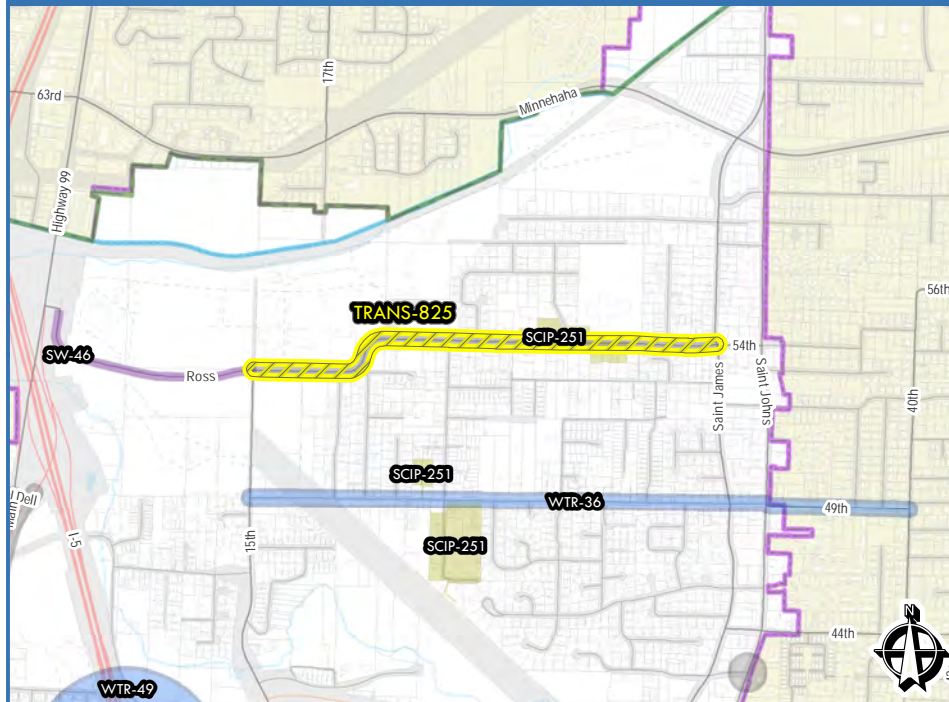 17th
63rd
Minnehaha
Highway 99
56th
TRANS-825
SCIP-251
54th
SW-46
Ross
Saint James
Saint Johns
40th
SCIP-251
WTR-36
49th
Dell
15th
I-5
SCIP-251
44th
N
WTR-49